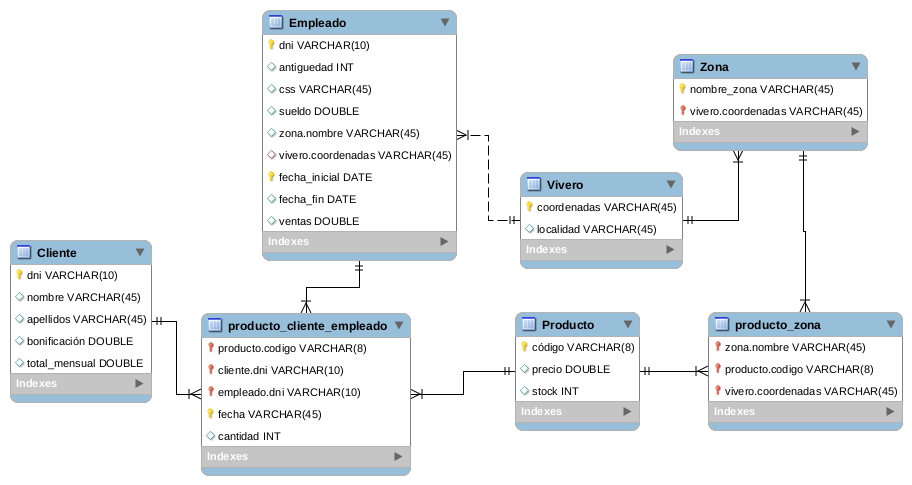 Empleado
dni VARCHAR(10)
antiguedad INT
css VARCHAR(45)
sueldo DOUBLE
zona.nombre VARCHAR(45)
vivero.coordenadas VARCHAR(45)
fecha_inicial DATE
fecha_fin DATE
ventas DOUBLE
Indexes
Zona
nombre_zona VARCHAR(45)
vivero.coordenadas VARCHAR(45)
Indexes
Vivero
coordenadas VARCHAR(45)
localidad VARCHAR(45)
Indexes
Cliente
dni VARCHAR(10)
nombre VARCHAR(45)
apellidos VARCHAR(45)
bonificación DOUBLE
total_mensual DOUBLE
Indexes
producto_cliente_empleado
producto.codigo VARCHAR(8)
cliente.dni VARCHAR(10)
empleado.dni VARCHAR(10)
fecha VARCHAR(45)
cantidad INT
Indexes
Producto
código VARCHAR(8)
precio DOUBLE
stock INT
Indexes
producto_zona
zona.nombre VARCHAR(45)
producto.codigo VARCHAR(8)
vivero.coordenadas VARCHAR(45)
Indexes